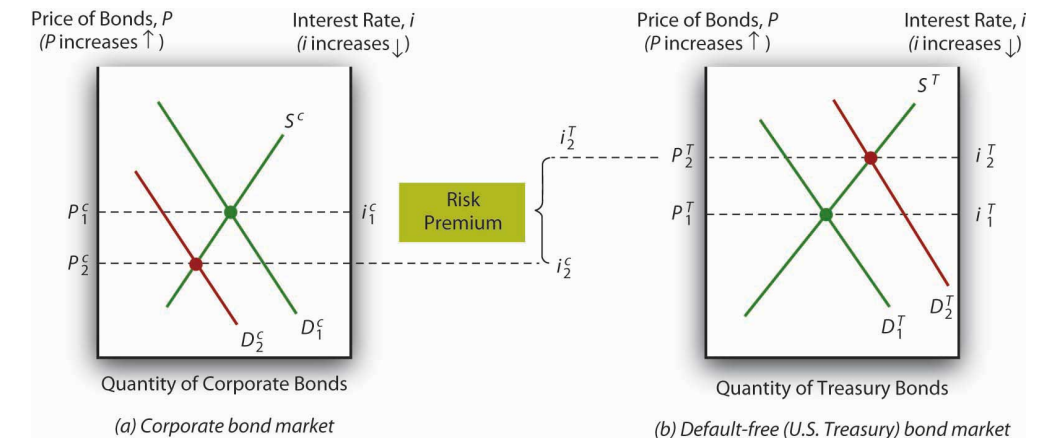 Price of Bonds, P
(P increases ↑)
Interest Rate, i
(i increases ↓)
Price of Bonds, P
(P increases ↑)
Interest Rate, i
(i increases ↓)
S^c
P_1^c
i_1^c
P_2^c
i_2^c
D_2^c
D_1^c
Quantity of Corporate Bonds
(a) Corporate bond market
Risk
Premium
i_2^T
S^T
P_2^T
i_2^T
P_1^T
i_1^T
D_1^T
D_2^T
Quantity of Treasury Bonds
(b) Default-free (U.S. Treasury) bond market